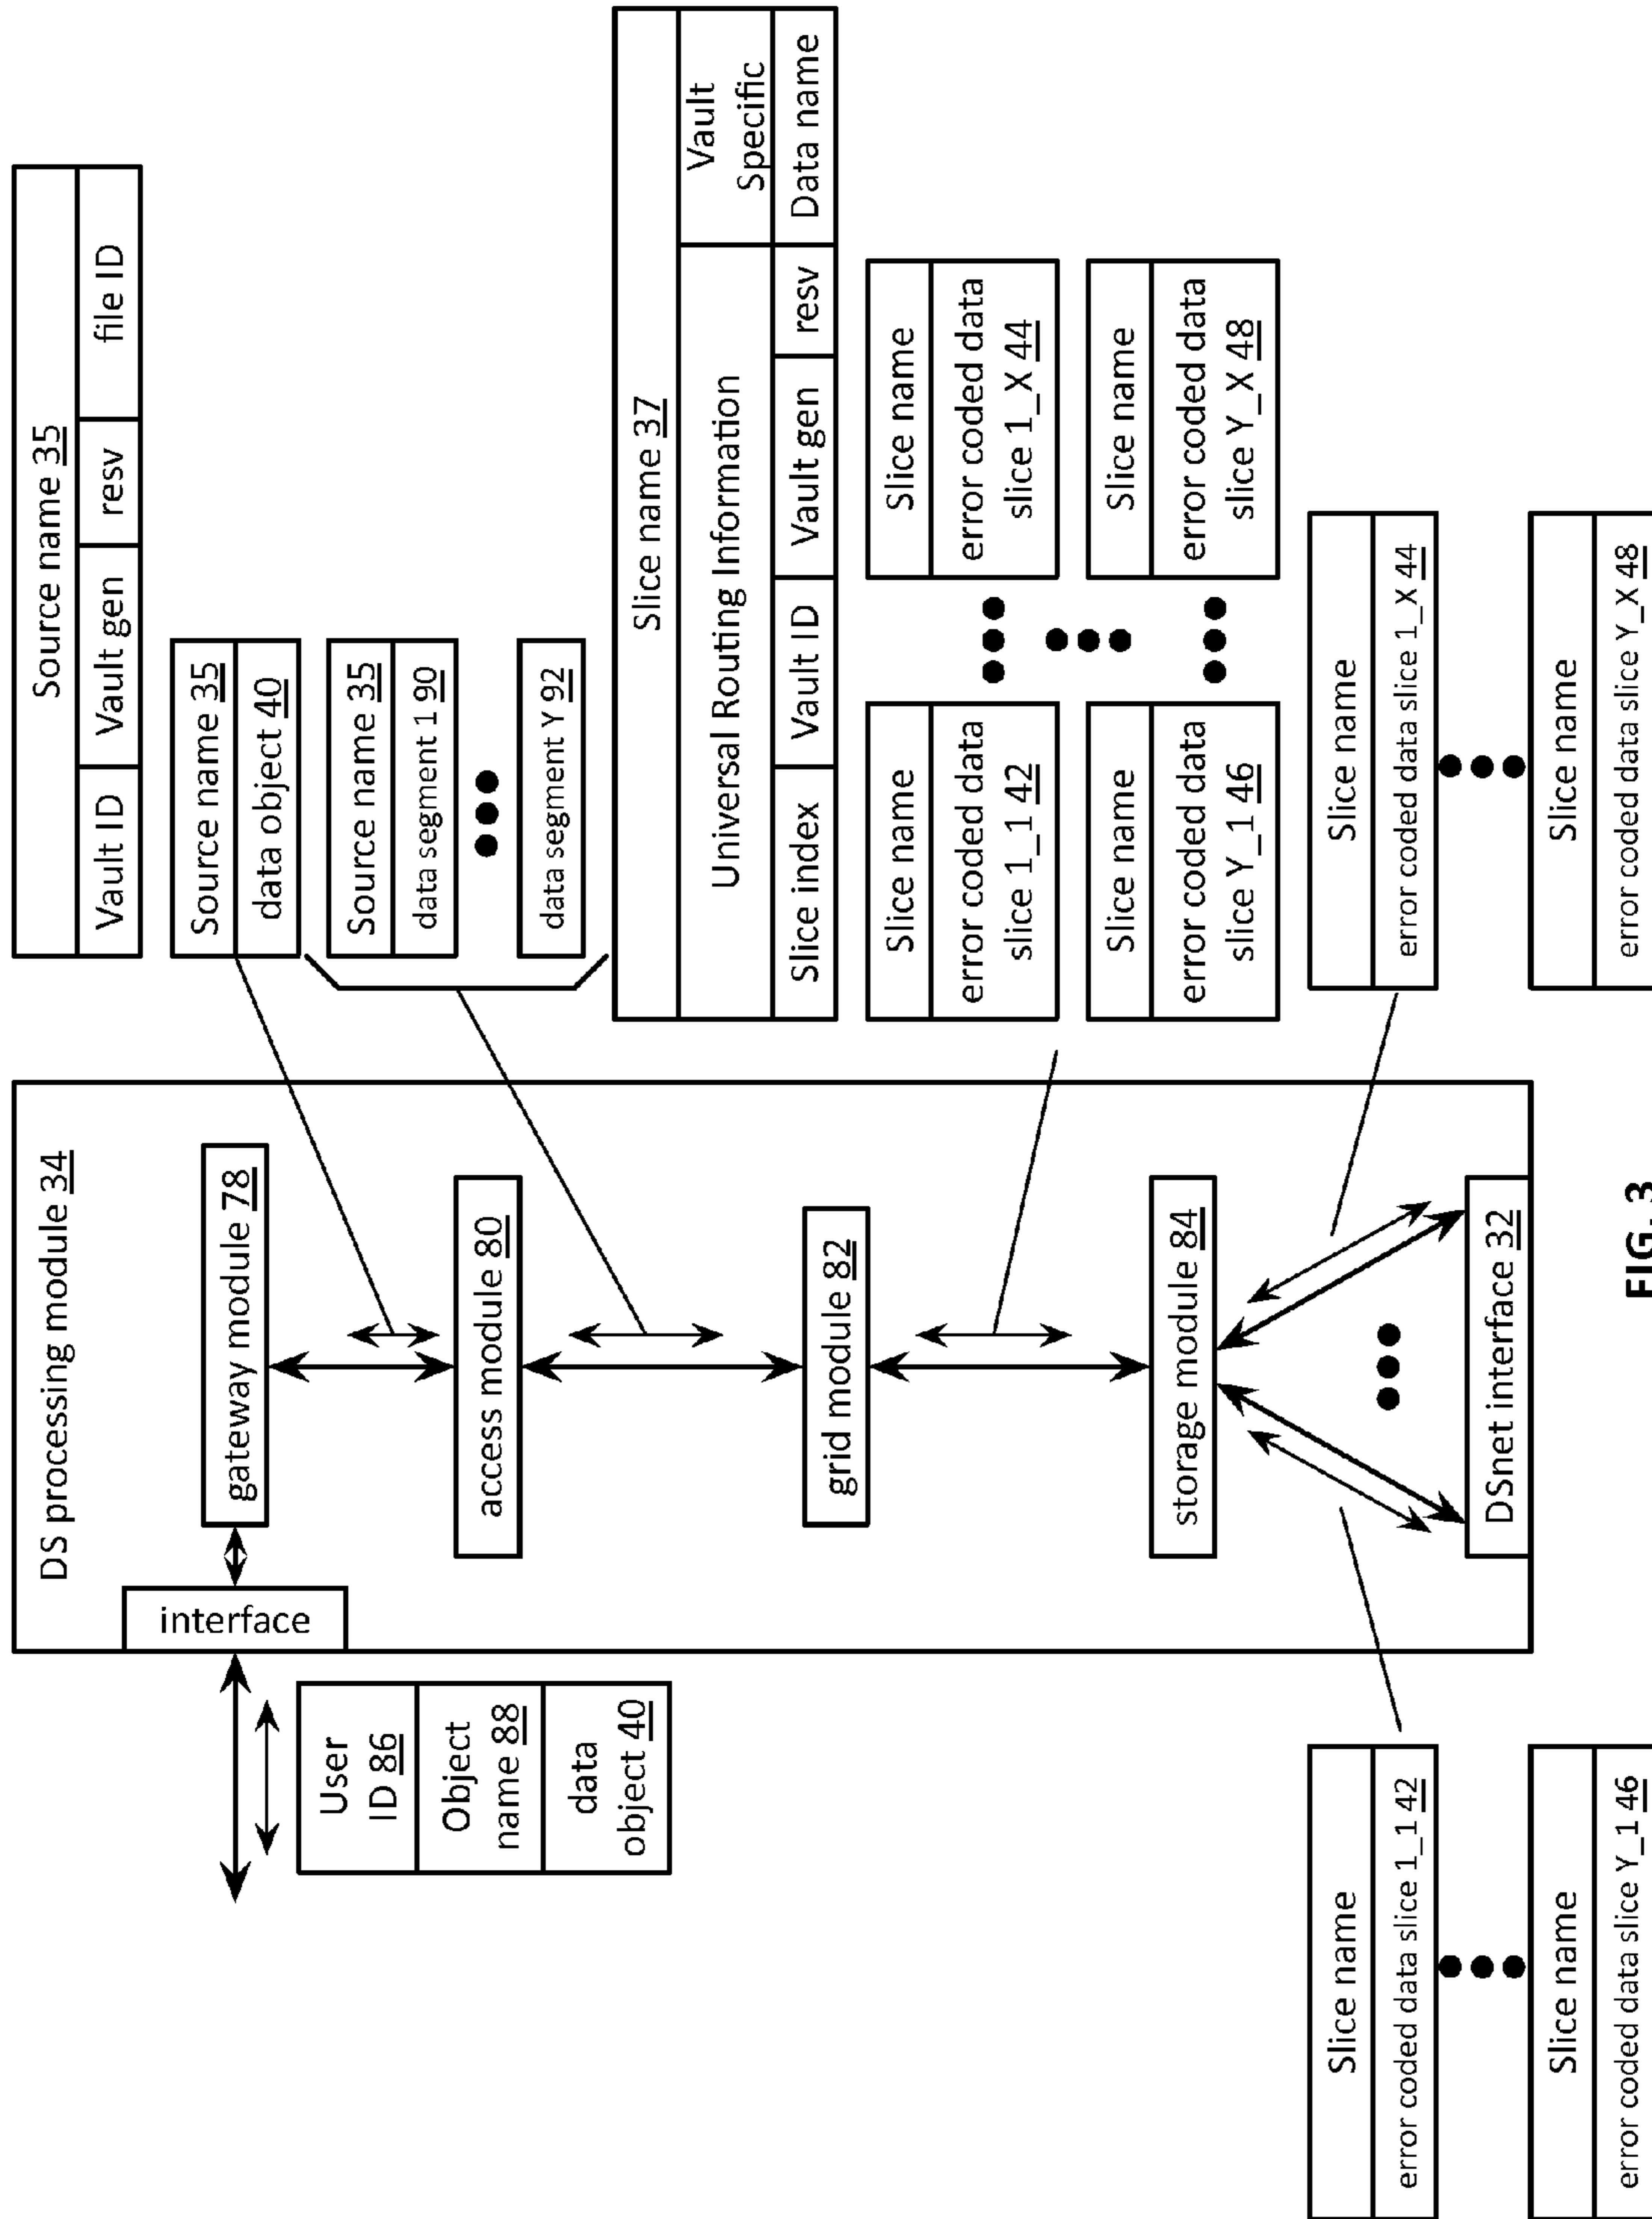 DS processing module 34
interface
User
ID 86
Object
name 88
data
object 40
gateway module 78
access module 80
grid module 82
storage module 84
DSnet interface 32
Source name 35
Vault ID
Vault gen
resv
file ID
Source name 35
data object 40
Source name 35
data segment 1 90
data segment Y 92
Slice name 37
Universal Routing Information
Vault
Specific
Slice index
Vault ID
Vault gen
resv
Data name
Slice name
error coded data
slice 1_1 42
Slice name
error coded data
slice 1_X 44
Slice name
error coded data
slice Y_1 46
Slice name
error coded data
slice Y_X 48
Slice name
error coded data slice 1_1 42
Slice name
error coded data slice Y_1 46
Slice name
error coded data slice 1_X 44
Slice name
error coded data slice Y_X 48
FIG. 3